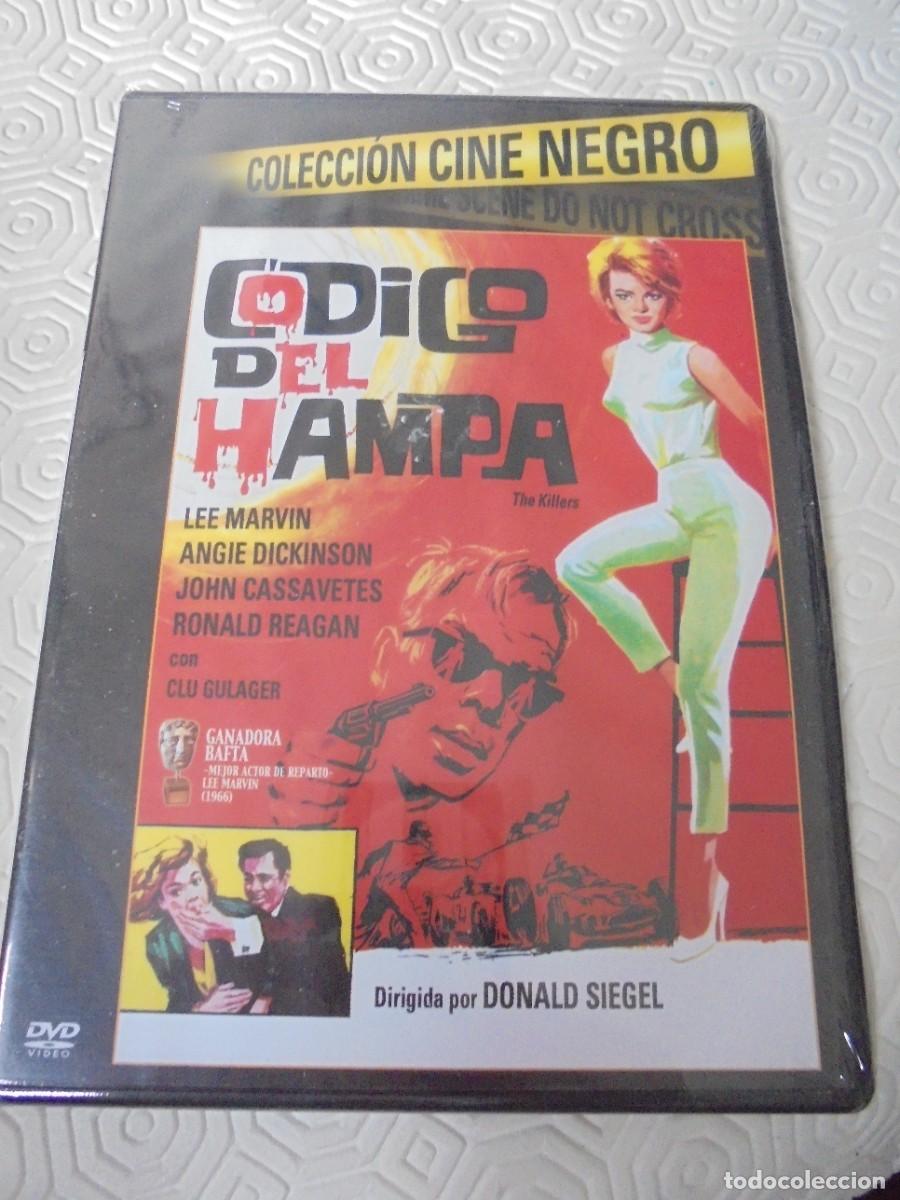 COLECCIÓN CINE NEGRO
SCENE DO NOT CROSS
CÓDIGO
DEL
HAMPA
The Killers
LEE MARVIN
ANGIE DICKINSON
JOHN CASSAVETES
RONALD REAGAN
con
CLU GULAGER
GANADORA
BAFTA
-MEJOR ACTOR DE REPARTO-
LEE MARVIN
(1966)
Dirigida por DONALD SIEGEL
DVD
VIDEO
todocoleccion